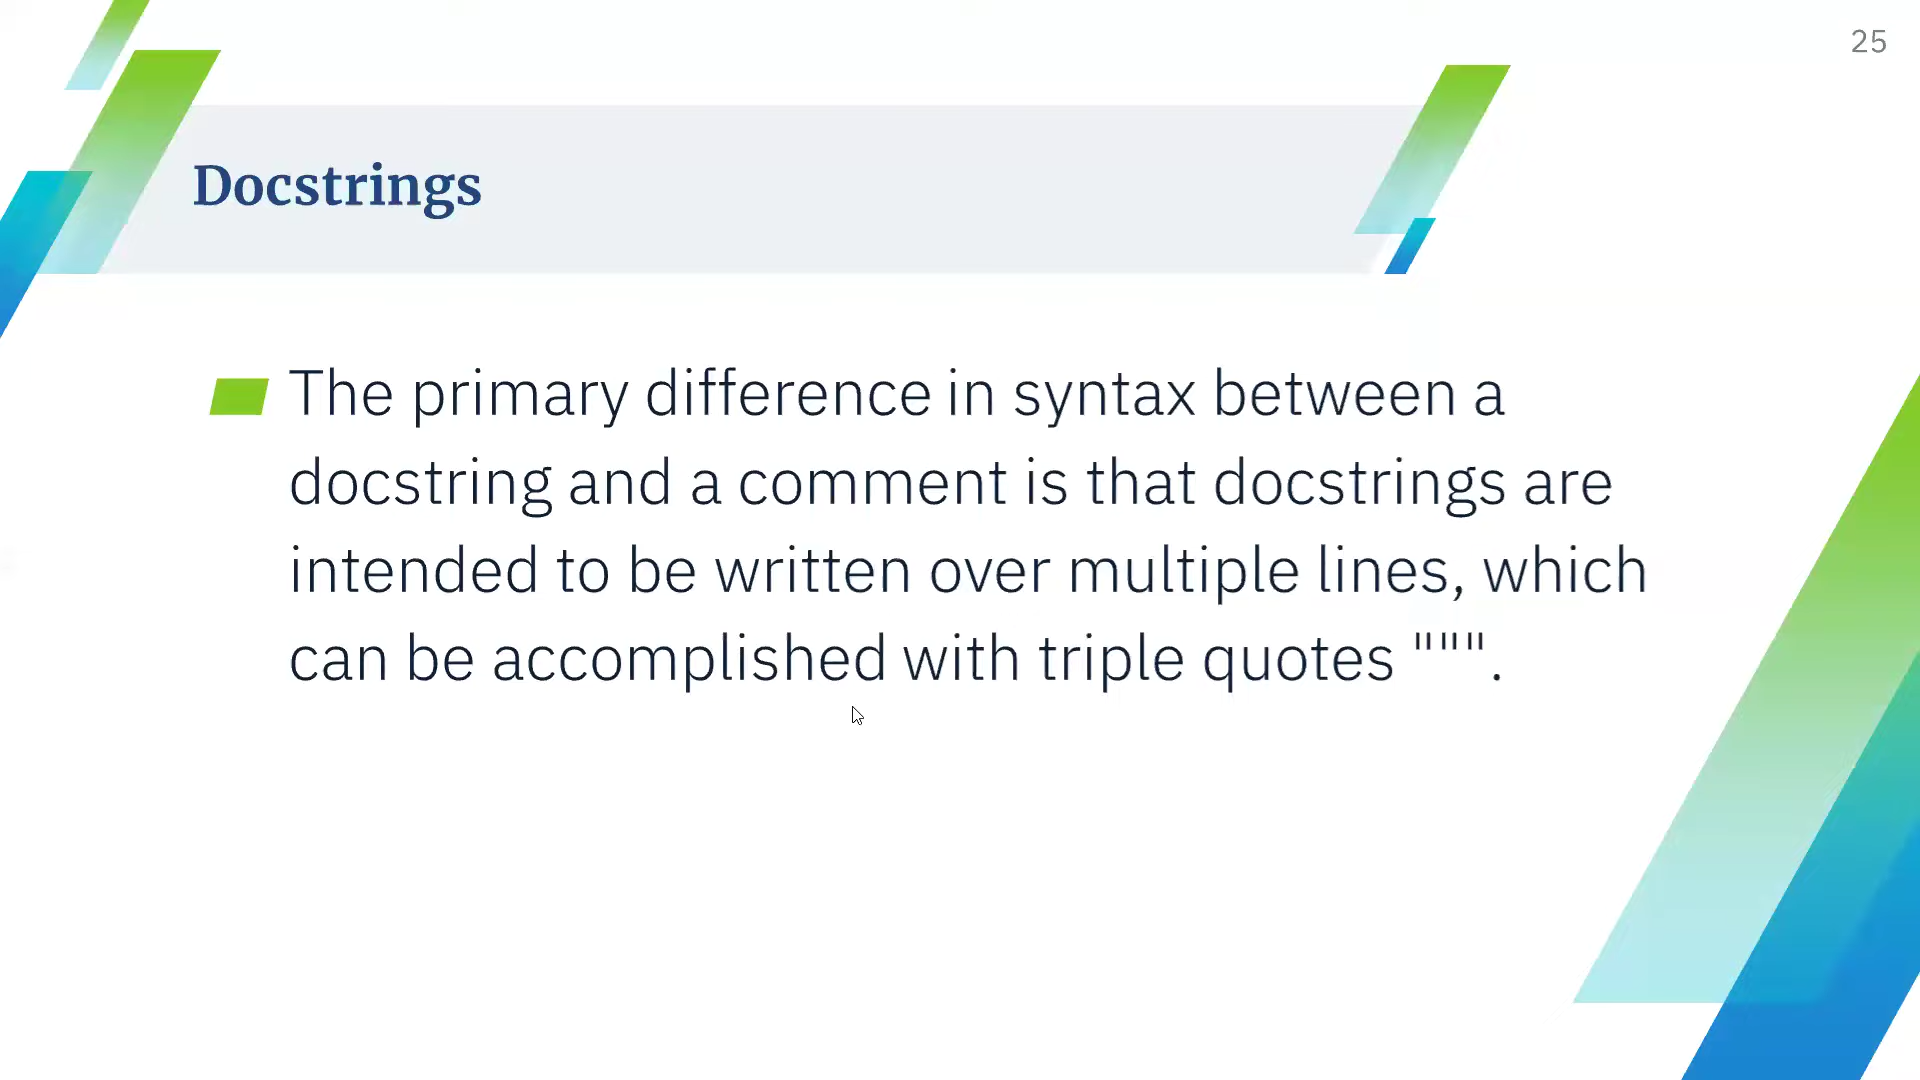 25
Docstrings
The primary difference in syntax between a
docstring and a comment is that docstrings are
intended to be written over multiple lines, which
can be accomplished with triple quotes """.